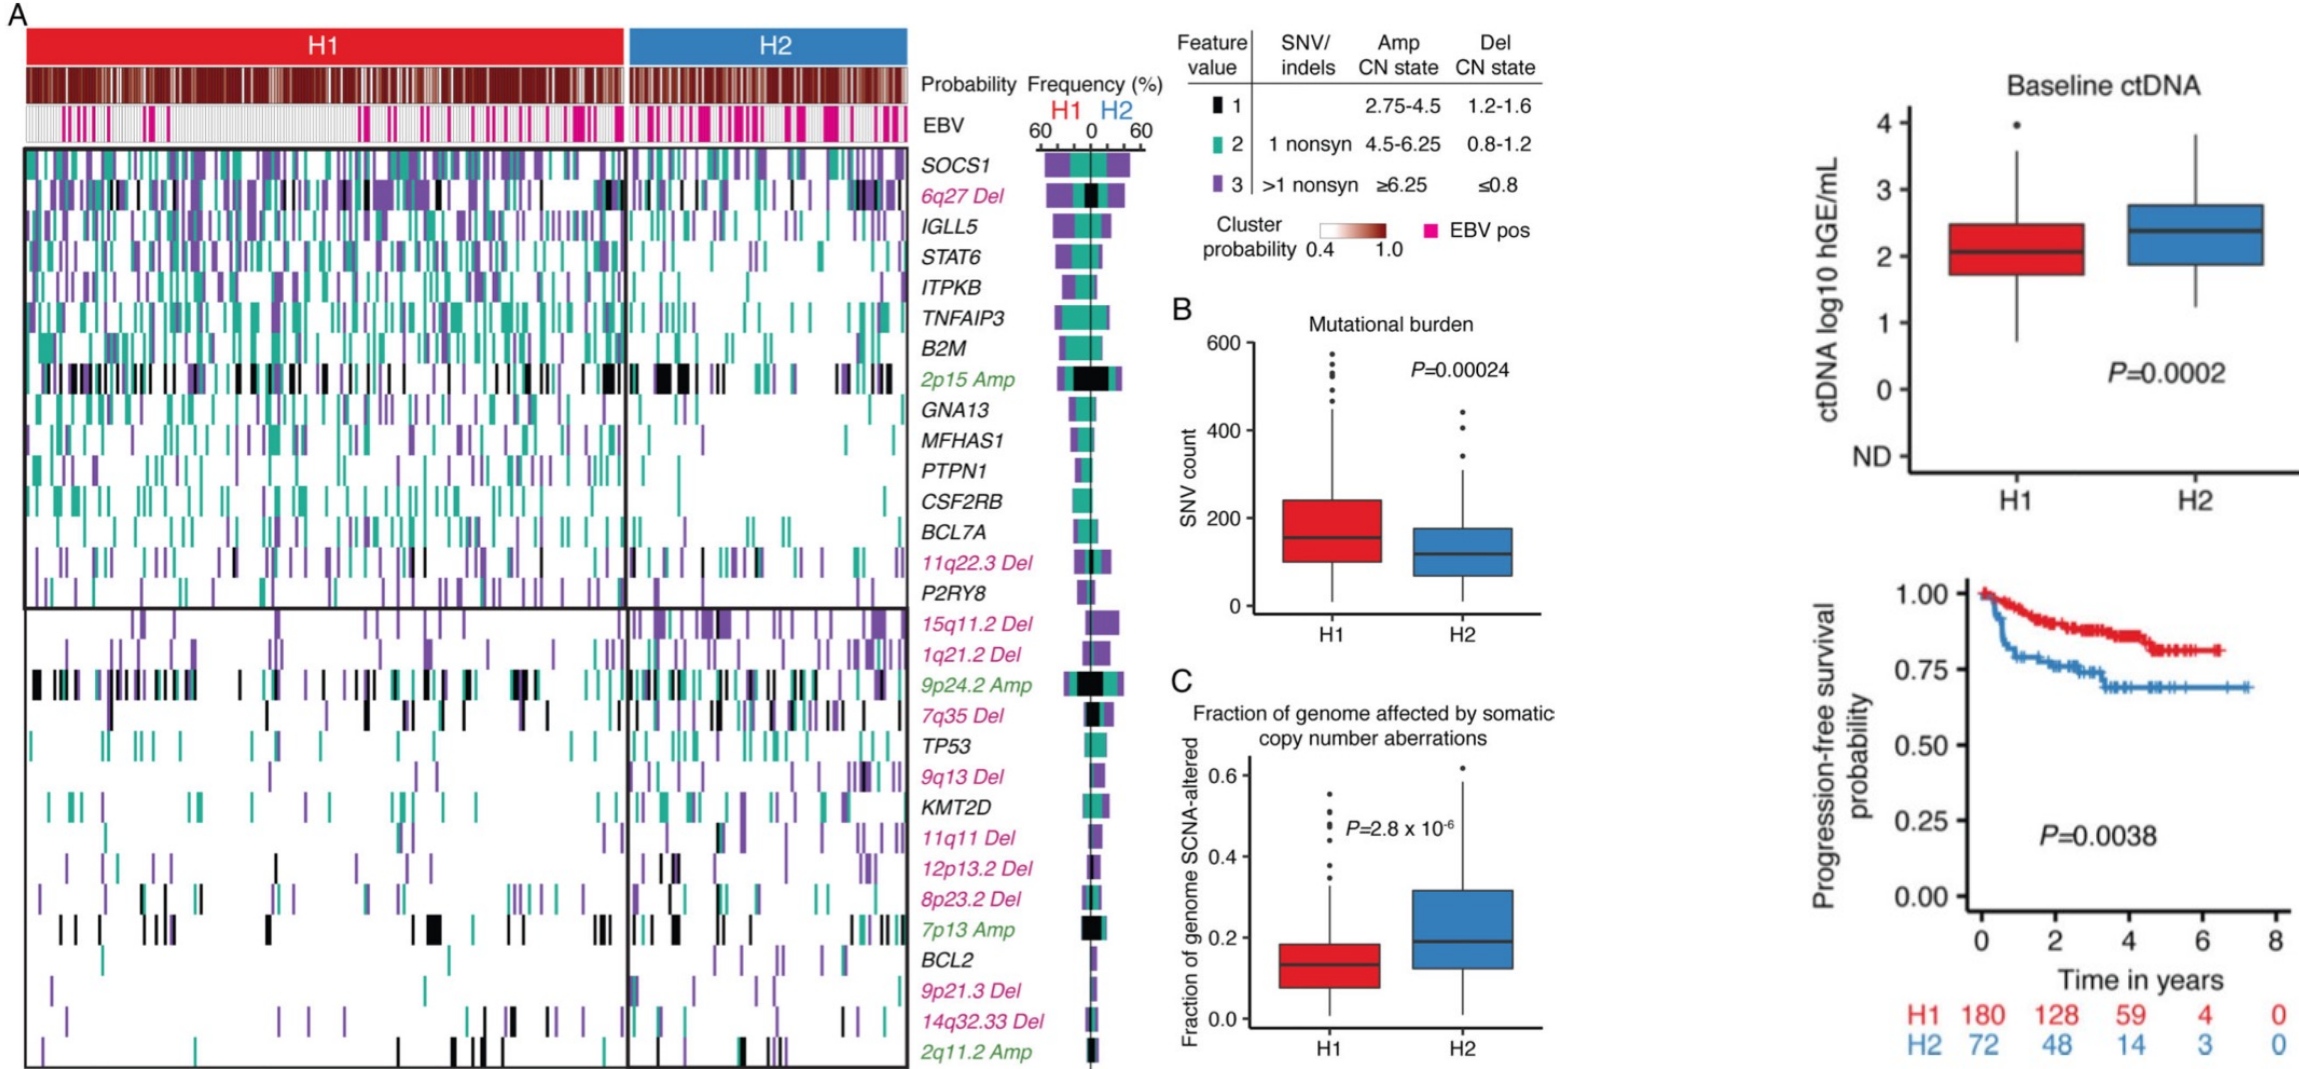 A
H1 H2
Probability Frequency (%)
H1 H2
EBV
60 0 60
SOCS1
6q27 Del
IGLL5
STAT6
ITPKB
TNFAIP3
B2M
2p15 Amp
GNA13
MFHAS1
PTPN1
CSF2RB
BCL7A
11q22.3 Del
P2RY8
15q11.2 Del
1q21.2 Del
9p24.2 Amp
7q35 Del
TP53
9q13 Del
KMT2D
11q11 Del
12p13.2 Del
8p23.2 Del
7p13 Amp
BCL2
9p21.3 Del
14q32.33 Del
2q11.2 Amp
Feature SNV/ Amp Del
value indels CN state CN state
1 2.75-4.5 1.2-1.6
2 1 nonsyn 4.5-6.25 0.8-1.2
3 >1 nonsyn ≥6.25 ≤0.8
Cluster
probability 0.4 1.0
EBV pos
B
Mutational burden
P=0.00024
SNV count
600
400
200
0
H1 H2
C
Fraction of genome affected by somatic
copy number aberrations
P=2.8 x 10-6
Fraction of genome SCNA-altered
0.6
0.4
0.2
0.0
H1 H2
Baseline ctDNA
ctDNA log10 hGE/mL
4
3
2
1
0
ND
P=0.0002
H1 H2
Progression-free survival
probability
1.00
0.75
0.50
0.25
0.00
P=0.0038
0 2 4 6 8
Time in years
H1 180 128 59 4 0
H2 72 48 14 3 0